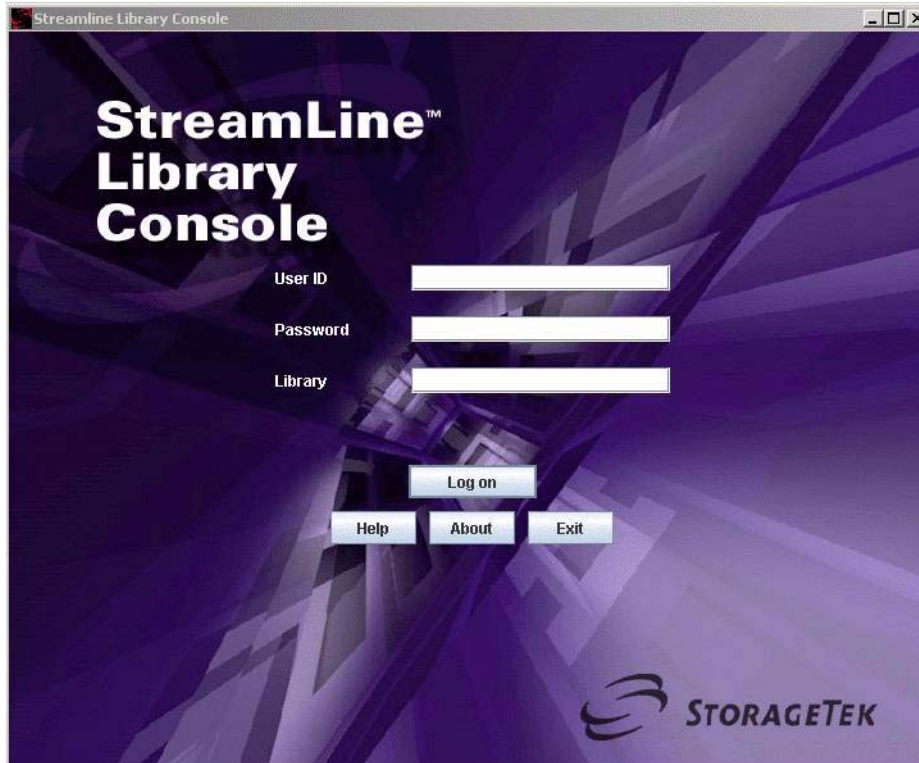 Streamline Library Console
StreamLine™
Library
Console
User ID
Password
Library
Log on
Help About Exit
STORAGETEK